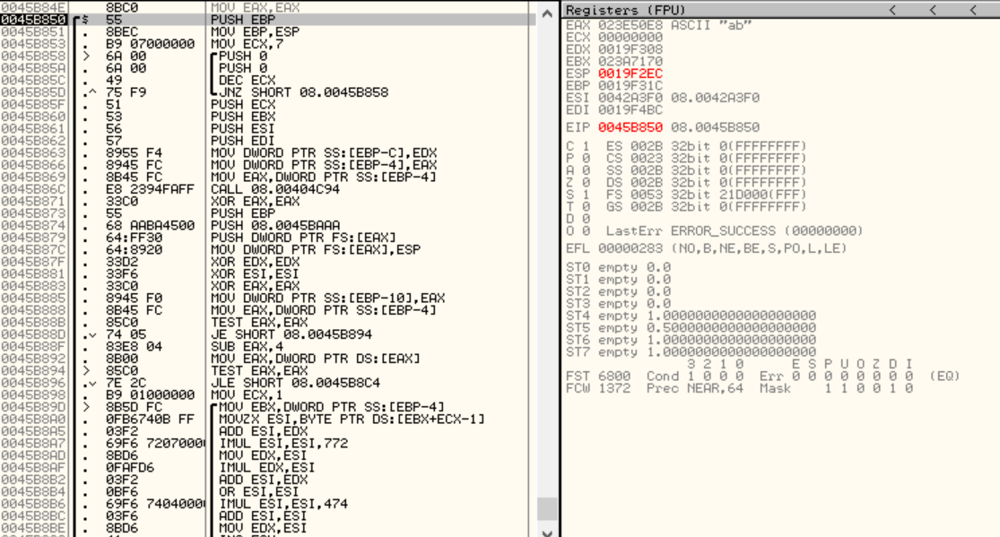 0045B84E 8BC0 MOV EAX,EAX
0045B850 $ 55 PUSH EBP
0045B851 . 8BEC MOV EBP,ESP
0045B853 . B9 07000000 MOV ECX,7
0045B858 > 6A 00 PUSH 0
0045B85A . 6A 00 PUSH 0
0045B85C . 49 DEC ECX
0045B85D .^ 75 F9 JNZ SHORT 08.0045B858
0045B85F . 51 PUSH ECX
0045B860 . 53 PUSH EBX
0045B861 . 56 PUSH ESI
0045B862 . 57 PUSH EDI
0045B863 . 8955 F4 MOV DWORD PTR SS:[EBP-C],EDX
0045B866 . 8945 FC MOV DWORD PTR SS:[EBP-4],EAX
0045B869 . 8B45 FC MOV EAX,DWORD PTR SS:[EBP-4]
0045B86C . E8 2394FAFF CALL 08.00404C94
0045B871 . 33C0 XOR EAX,EAX
0045B873 . 55 PUSH EBP
0045B874 . 68 AABA4500 PUSH 08.0045BAAA
0045B879 . 64:FF30 PUSH DWORD PTR FS:[EAX]
0045B87C . 64:8920 MOV DWORD PTR FS:[EAX],ESP
0045B87F . 33D2 XOR EDX,EDX
0045B881 . 33F6 XOR ESI,ESI
0045B883 . 33C0 XOR EAX,EAX
0045B885 . 8945 F0 MOV DWORD PTR SS:[EBP-10],EAX
0045B888 . 8B45 FC MOV EAX,DWORD PTR SS:[EBP-4]
0045B88B . 85C0 TEST EAX,EAX
0045B88D .v 74 05 JE SHORT 08.0045B894
0045B88F . 83E8 04 SUB EAX,4
0045B892 . 8B00 MOV EAX,DWORD PTR DS:[EAX]
0045B894 > 85C0 TEST EAX,EAX
0045B896 .v 7E 2C JLE SHORT 08.0045B8C4
0045B898 . B9 01000000 MOV ECX,1
0045B89D > 8B5D FC MOV EBX,DWORD PTR SS:[EBP-4]
0045B8A0 . 0FB6740B FF MOVZX ESI,BYTE PTR DS:[EBX+ECX-1]
0045B8A5 . 03F2 ADD ESI,EDX
0045B8A7 . 69F6 7207000 IMUL ESI,ESI,772
0045B8AD . 8BD6 MOV EDX,ESI
0045B8AF . 0FAFD6 IMUL EDX,ESI
0045B8B2 . 03F2 ADD ESI,EDX
0045B8B4 . 0BF6 OR ESI,ESI
0045B8B6 . 69F6 7404000 IMUL ESI,ESI,474
0045B8BC . 03F6 ADD ESI,ESI
0045B8BE . 8BD6 MOV EDX,ESI
Registers (FPU) < < <
EAX 023E50E8 ASCII "ab"
ECX 00000000
EDX 0019F308
EBX 023A7170
ESP 0019F2EC
EBP 0019F31C
ESI 0042A3F0 08.0042A3F0
EDI 0019F4BC
EIP 0045B850 08.0045B850
C 1 ES 002B 32bit 0(FFFFFFFF)
P 0 CS 0023 32bit 0(FFFFFFFF)
A 0 SS 002B 32bit 0(FFFFFFFF)
Z 0 DS 002B 32bit 0(FFFFFFFF)
S 1 FS 0053 32bit 21D000(FFF)
T 0 GS 002B 32bit 0(FFFFFFFF)
D 0
O 0 LastErr ERROR_SUCCESS (00000000)
EFL 00000283 (NO,B,NE,BE,S,PO,L,LE)
ST0 empty 0.0
ST1 empty 0.0
ST2 empty 0.0
ST3 empty 0.0
ST4 empty 1.0000000000000000000
ST5 empty 0.5000000000000000000
ST6 empty 1.0000000000000000000
ST7 empty 1.0000000000000000000
3 2 1 0 E S P U O Z D I
FST 6800 Cond 1 0 0 0 Err 0 0 0 0 0 0 0 0 (EQ)
FCW 1372 Prec NEAR,64 Mask 1 1 0 0 1 0